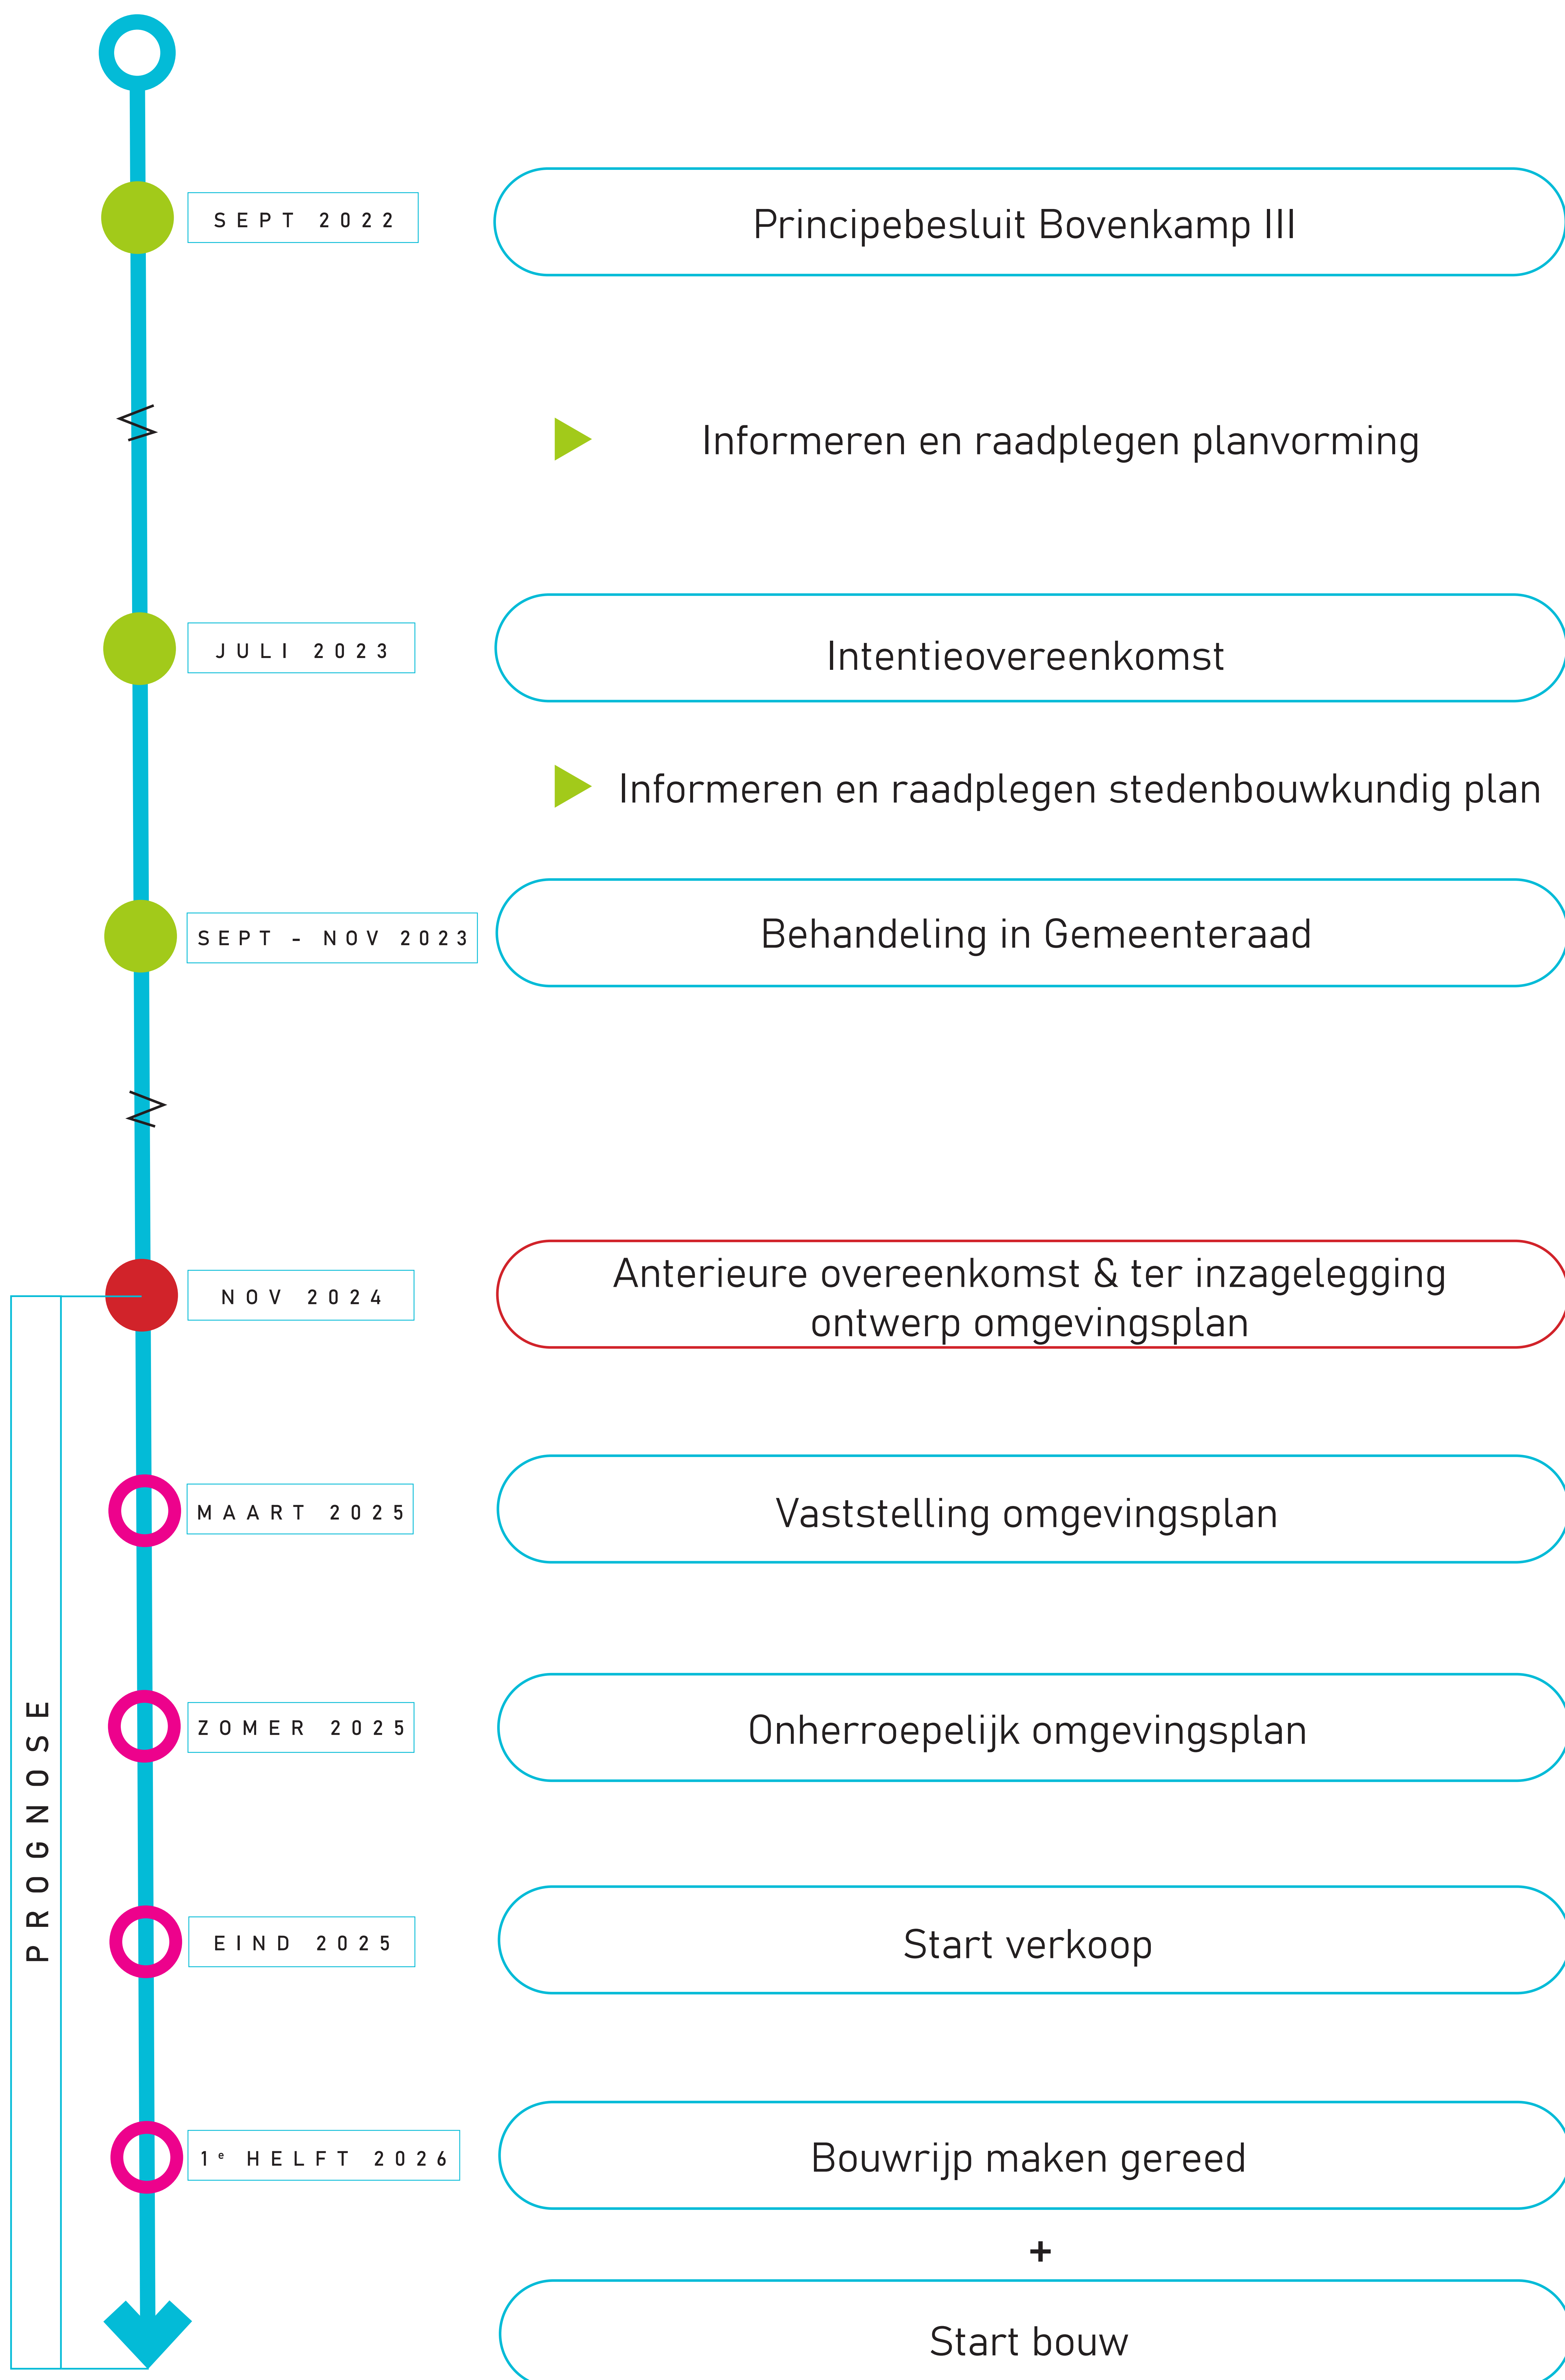 SEPT 2022
Principebesluit Bovenkamp III
Informeren en raadplegen planvorming
JULI 2023
Intentieovereenkomst
Informeren en raadplegen stedenbouwkundig plan
SEPT - NOV 2023
Behandeling in Gemeenteraad
NOV 2024
Anterieure overeenkomst & ter inzagelegging
ontwerp omgevingsplan
MAART 2025
Vaststelling omgevingsplan
ZOMER 2025
Onherroepelijk omgevingsplan
PROGNOSE
EIND 2025
Start verkoop
1e HELFT 2026
Bouwrijp maken gereed
+
Start bouw